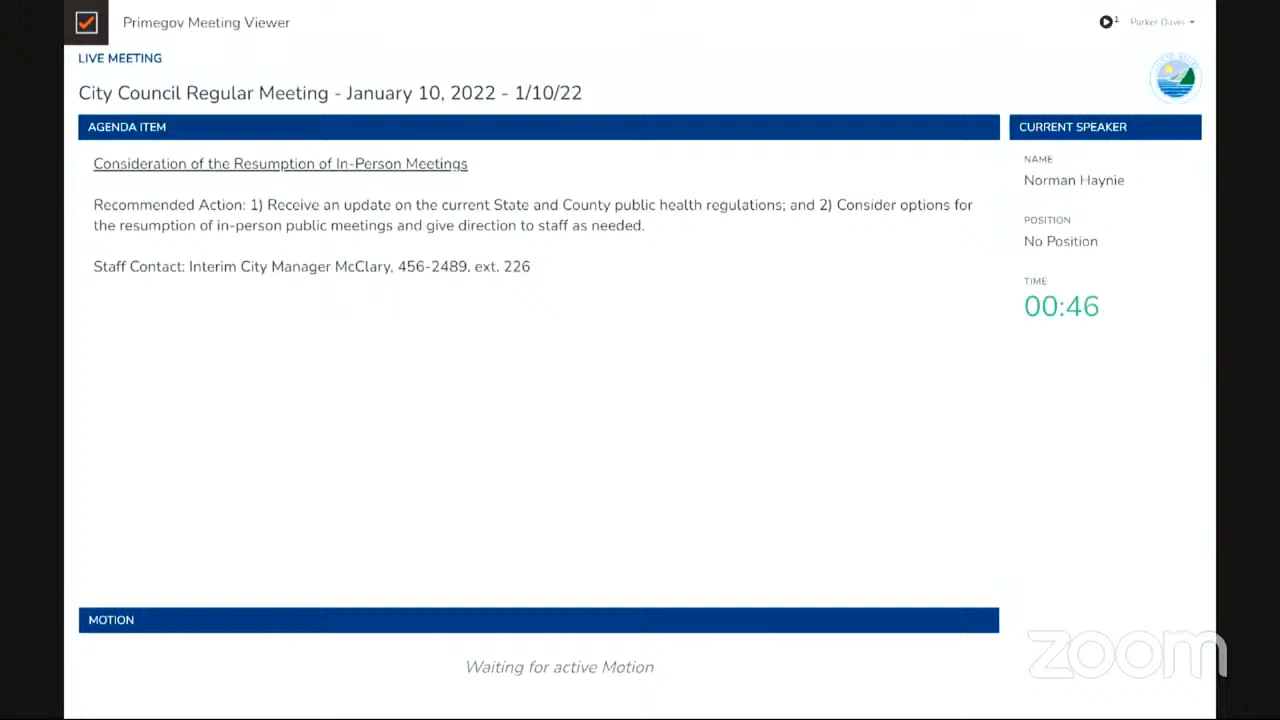 Primegov Meeting Viewer
1
Parker Davis
LIVE MEETING
City Council Regular Meeting - January 10, 2022 - 1/10/22
AGENDA ITEM
CURRENT SPEAKER
Consideration of the Resumption of In-Person Meetings
Recommended Action: 1) Receive an update on the current State and County public health regulations; and 2) Consider options for
the resumption of in-person public meetings and give direction to staff as needed.
Staff Contact: Interim City Manager McClary, 456-2489. ext. 226
NAME
Norman Haynie
POSITION
No Position
TIME
00:46
MOTION
Waiting for active Motion
zoom